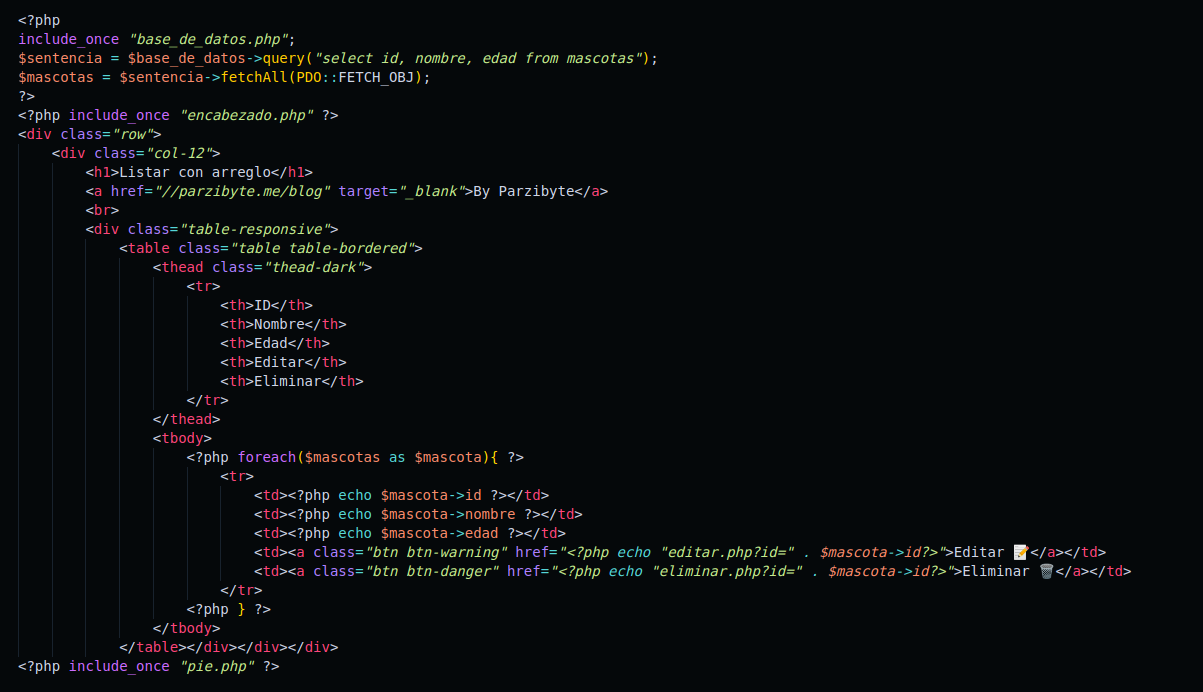 <?php
include_once "base_de_datos.php";
$sentencia = $base_de_datos->query("select id, nombre, edad from mascotas");
$mascotas = $sentencia->fetchAll(PDO::FETCH_OBJ);
?>
<?php include_once "encabezado.php" ?>
<div class="row">
    <div class="col-12">
        <h1>Listar con arreglo</h1>
        <a href="//parzibyte.me/blog" target="_blank">By Parzibyte</a>
        <br>
        <div class="table-responsive">
            <table class="table table-bordered">
                <thead class="thead-dark">
                    <tr>
                        <th>ID</th>
                        <th>Nombre</th>
                        <th>Edad</th>
                        <th>Editar</th>
                        <th>Eliminar</th>
                    </tr>
                </thead>
                <tbody>
                    <?php foreach($mascotas as $mascota){ ?>
                        <tr>
                            <td><?php echo $mascota->id ?></td>
                            <td><?php echo $mascota->nombre ?></td>
                            <td><?php echo $mascota->edad ?></td>
                            <td><a class="btn btn-warning" href="<?php echo "editar.php?id=" . $mascota->id?>">Editar 📝</a></td>
                            <td><a class="btn btn-danger" href="<?php echo "eliminar.php?id=" . $mascota->id?>">Eliminar 🗑️</a></td>
                        </tr>
                    <?php } ?>
                </tbody>
            </table></div></div></div>
<?php include_once "pie.php" ?>